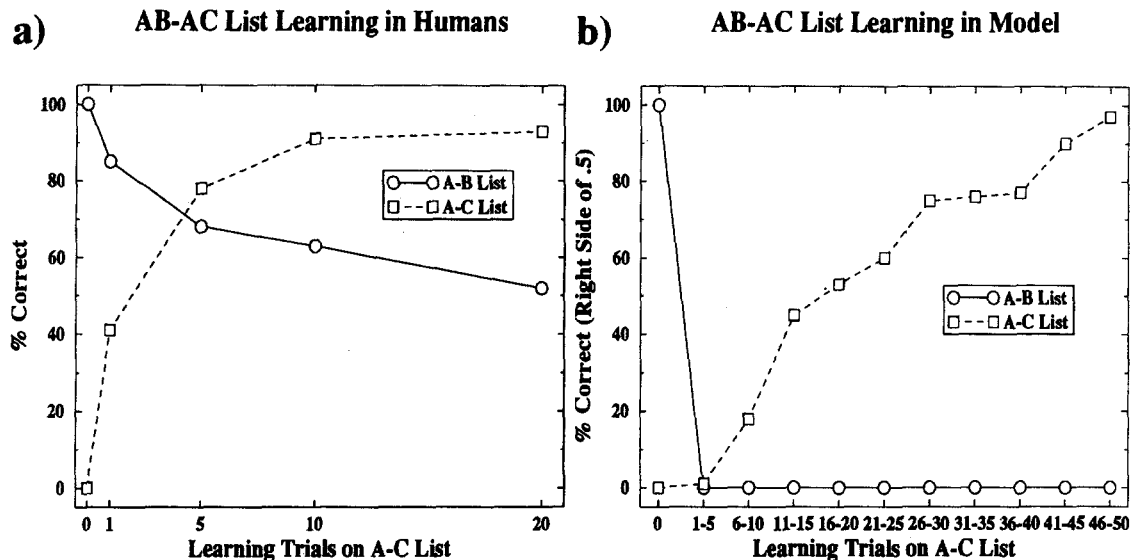 a) AB-AC List Learning in Humans
100
80
60
40
20
0
% Correct
A-B List
A-C List
0 1 5 10 20
Learning Trials on A-C List
b) AB-AC List Learning in Model
100
80
60
40
20
0
% Correct (Right Side of .5)
A-B List
A-C List
0 1-5 6-10 11-15 16-20 21-25 26-30 31-35 36-40 41-45 46-50
Learning Trials on A-C List